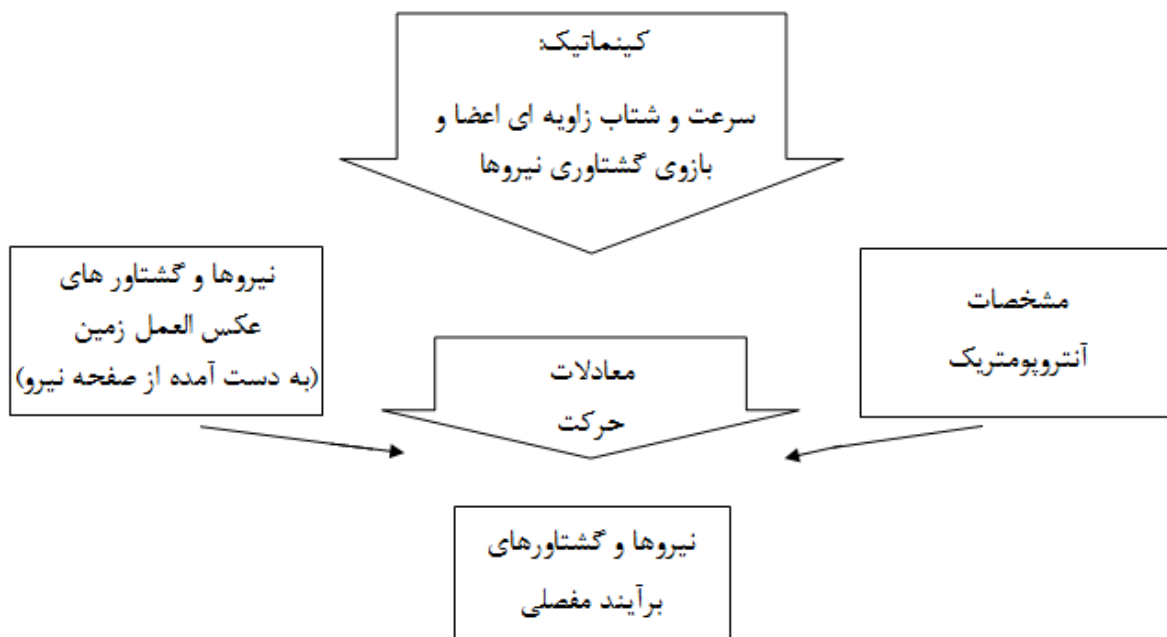 کینماتیک:
سرعت و شتاب زاویه ای اعضا و
بازوی گشتاوری نیروها
نیروها و گشتاور های
عکس العمل زمین
(به دست آمده از صفحه نیرو)
مشخصات
آنتروپومتریک
معادلات
حرکت
نیروها و گشتاورهای
برآیند مفصلی